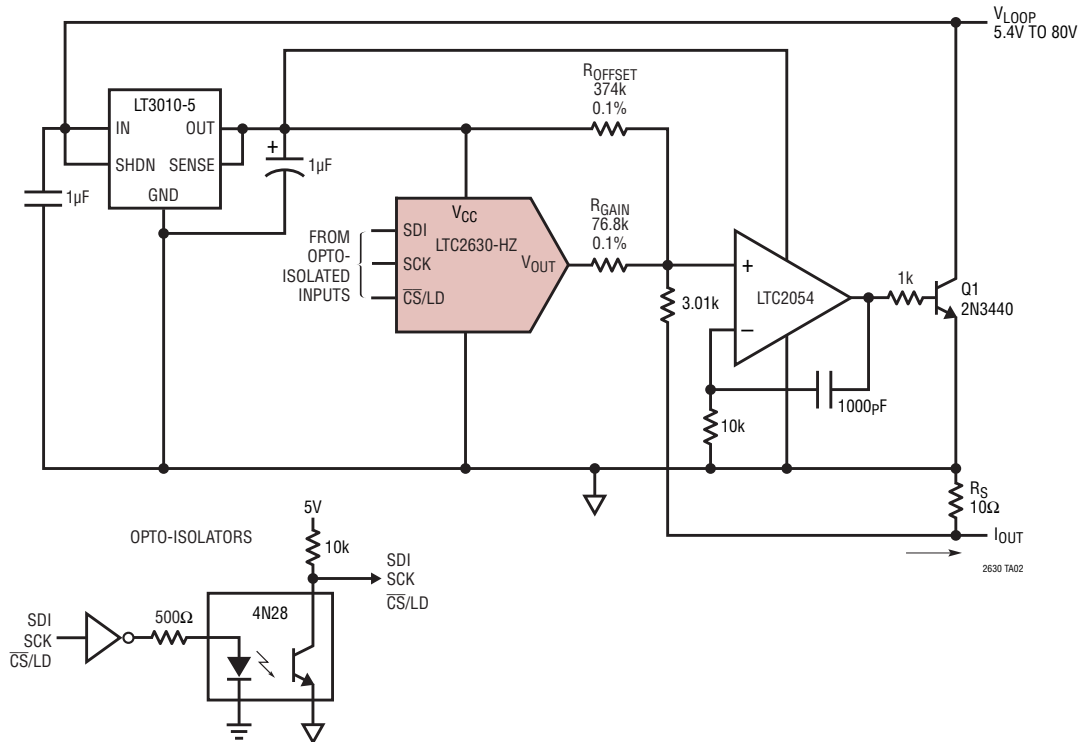 VLOOP
5.4V TO 80V
ROFFSET
374k
0.1%
LT3010-5
IN
OUT
SHDN
SENSE
GND
1µF
+
1µF
FROM
OPTO-
ISOLATED
INPUTS
SDI
SCK
CS/LD
VCC
LTC2630-HZ
VOUT
RGAIN
76.8k
0.1%
3.01k
+
–
LTC2054
1k
Q1
2N3440
1000pF
10k
RS
10Ω
IOUT
2630 TA02
OPTO-ISOLATORS
5V
10k
SDI
SCK
CS/LD
4N28
500Ω
SDI
SCK
CS/LD